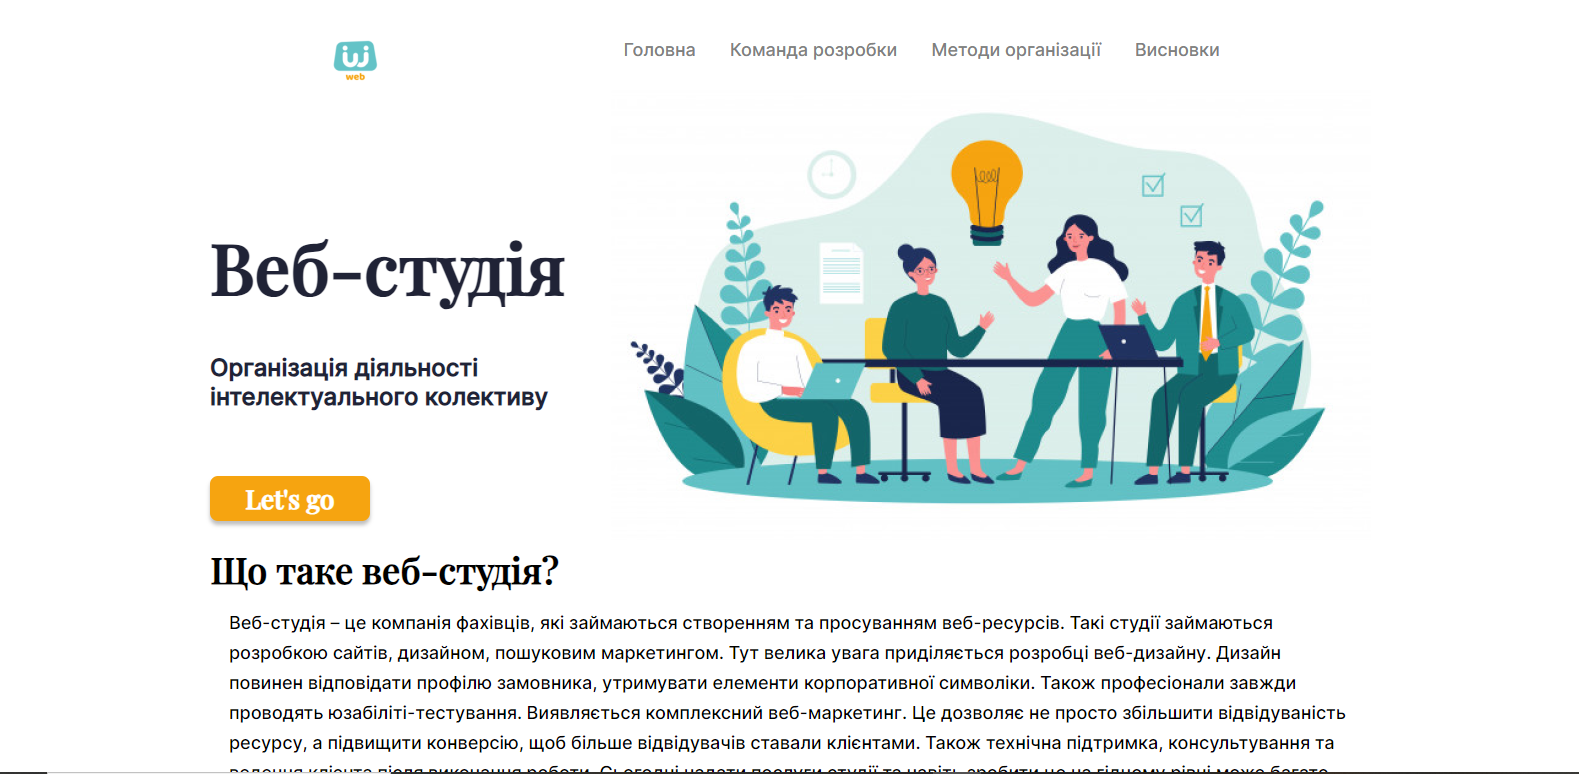 web
Головна Команда розробки Методи організації Висновки
Веб-студія
Організація діяльності
інтелектуального колективу
Let's go
Що таке веб-студія?
Веб-студія – це компанія фахівців, які займаються створенням та просуванням веб-ресурсів. Такі студії займаються
розробкою сайтів, дизайном, пошуковим маркетингом. Тут велика увага приділяється розробці веб-дизайну. Дизайн
повинен відповідати профілю замовника, утримувати елементи корпоративної символіки. Також професіонали завжди
проводять юзабіліті-тестування. Виявляється комплексний веб-маркетинг. Це дозволяє не просто збільшити відвідуваність
ресурсу, а підвищити конверсію, щоб більше відвідувачів ставали клієнтами. Також технічна підтримка, консультування та